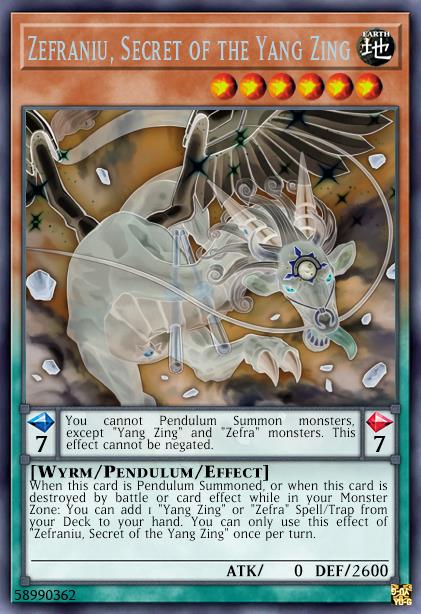 Zefraniu, Secret of the Yang Zing
EARTH
地
You cannot Pendulum Summon monsters,
except "Yang Zing" and "Zefra" monsters. This
effect cannot be negated.
7
7
[Wyrm/Pendulum/Effect]
When this card is Pendulum Summoned, or when this card is
destroyed by battle or card effect while in your Monster
Zone: You can add 1 "Yang Zing" or "Zefra" Spell/Trap from
your Deck to your hand. You can only use this effect of
"Zefraniu, Secret of the Yang Zing" once per turn.
ATK/ 0 DEF/2600
58990362